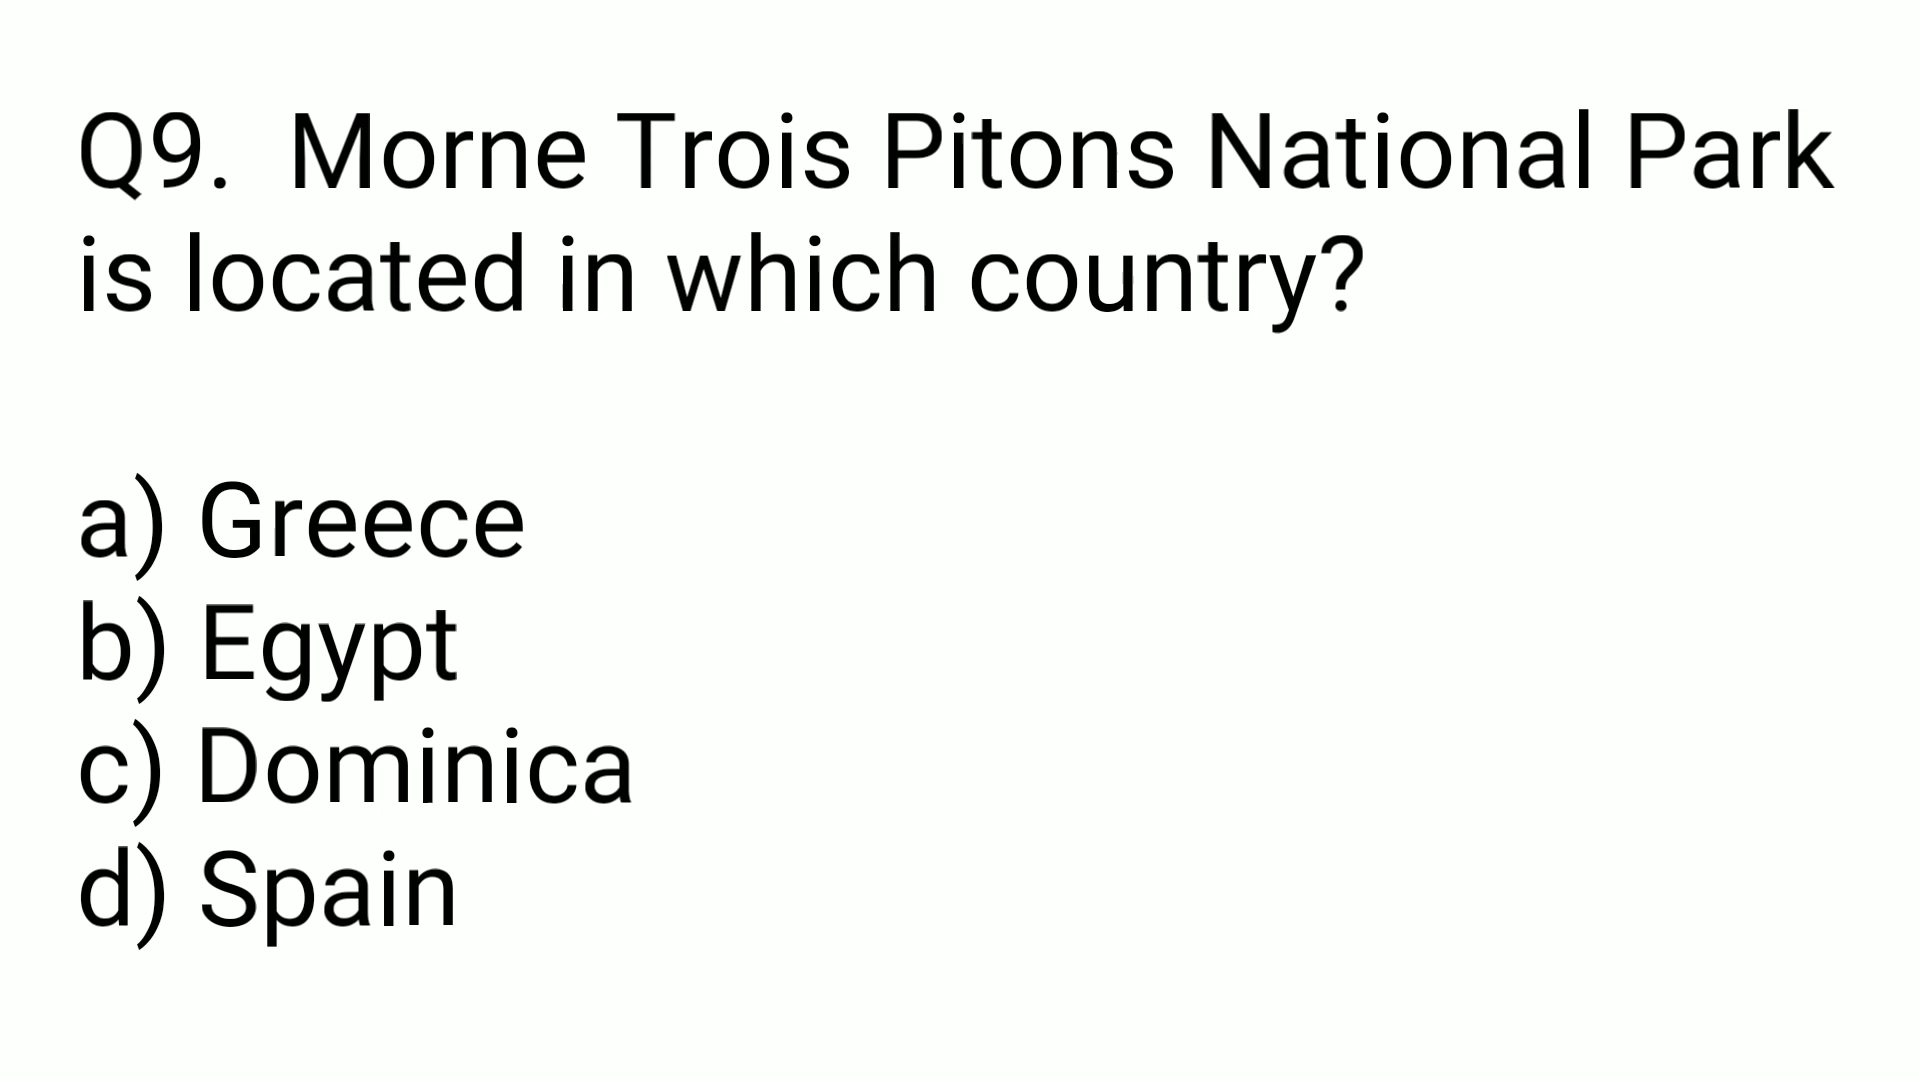 Q9.  Morne Trois Pitons National Park
is located in which country?
a) Greece
b) Egypt
c) Dominica
d) Spain